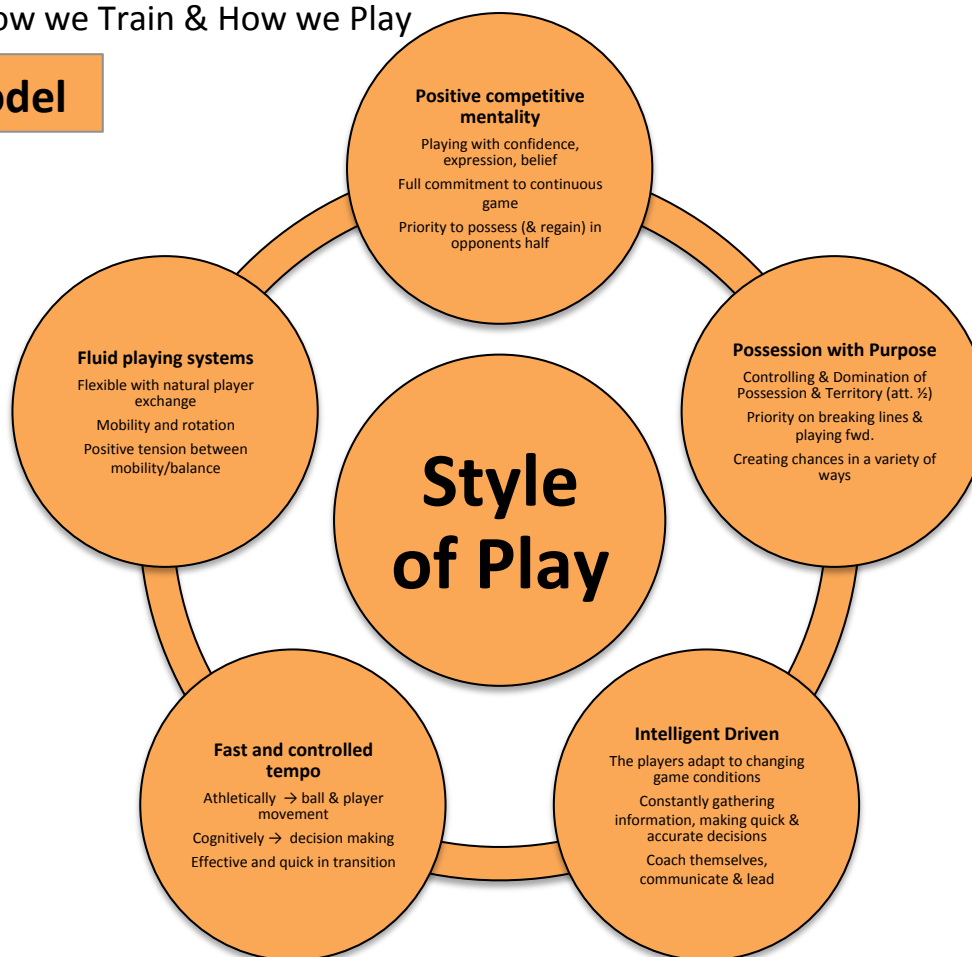 ow we Train & How we Play
odel
Positive competitive
mentality
Playing with confidence,
expression, belief
Full commitment to continuous
game
Priority to possess (& regain) in
opponents half
Possession with Purpose
Controlling & Domination of
Possession & Territory (att. ½)
Priority on breaking lines &
playing fwd.
Creating chances in a variety of
ways
Intelligent Driven
The players adapt to changing
game conditions
Constantly gathering
information, making quick &
accurate decisions
Coach themselves,
communicate & lead
Fast and controlled
tempo
Athletically → ball & player
movement
Cognitively → decision making
Effective and quick in transition
Fluid playing systems
Flexible with natural player
exchange
Mobility and rotation
Positive tension between
mobility/balance
Style
of Play